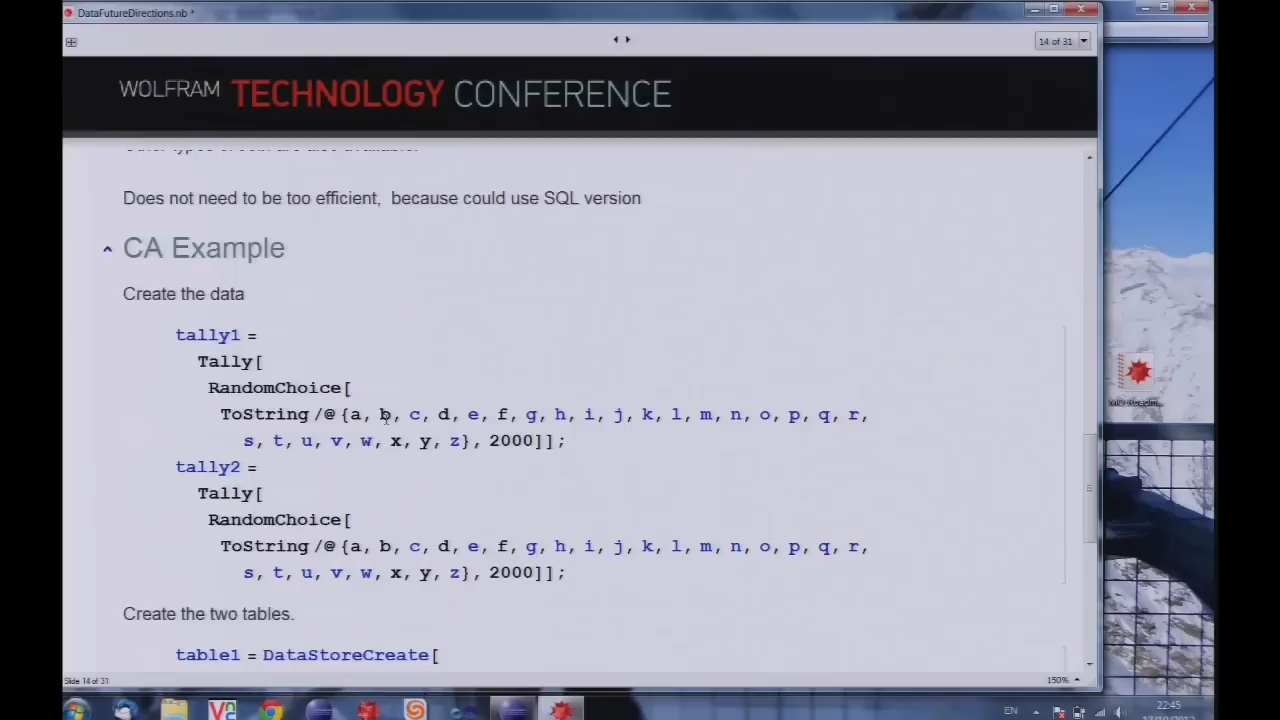 DataFutureDirections.nb *
14 of 31
WOLFRAM TECHNOLOGY CONFERENCE
Does not need to be too efficient, because could use SQL version
CA Example
Create the data
tally1 =
Tally[
RandomChoice[
ToString /@ {a, b, c, d, e, f, g, h, i, j, k, l, m, n, o, p, q, r,
s, t, u, v, w, x, y, z}, 2000]];
tally2 =
Tally[
RandomChoice[
ToString /@ {a, b, c, d, e, f, g, h, i, j, k, l, m, n, o, p, q, r,
s, t, u, v, w, x, y, z}, 2000]];
Create the two tables.
table1 = DataStoreCreate[
Slide 14 of 31
150%
EN
22:45